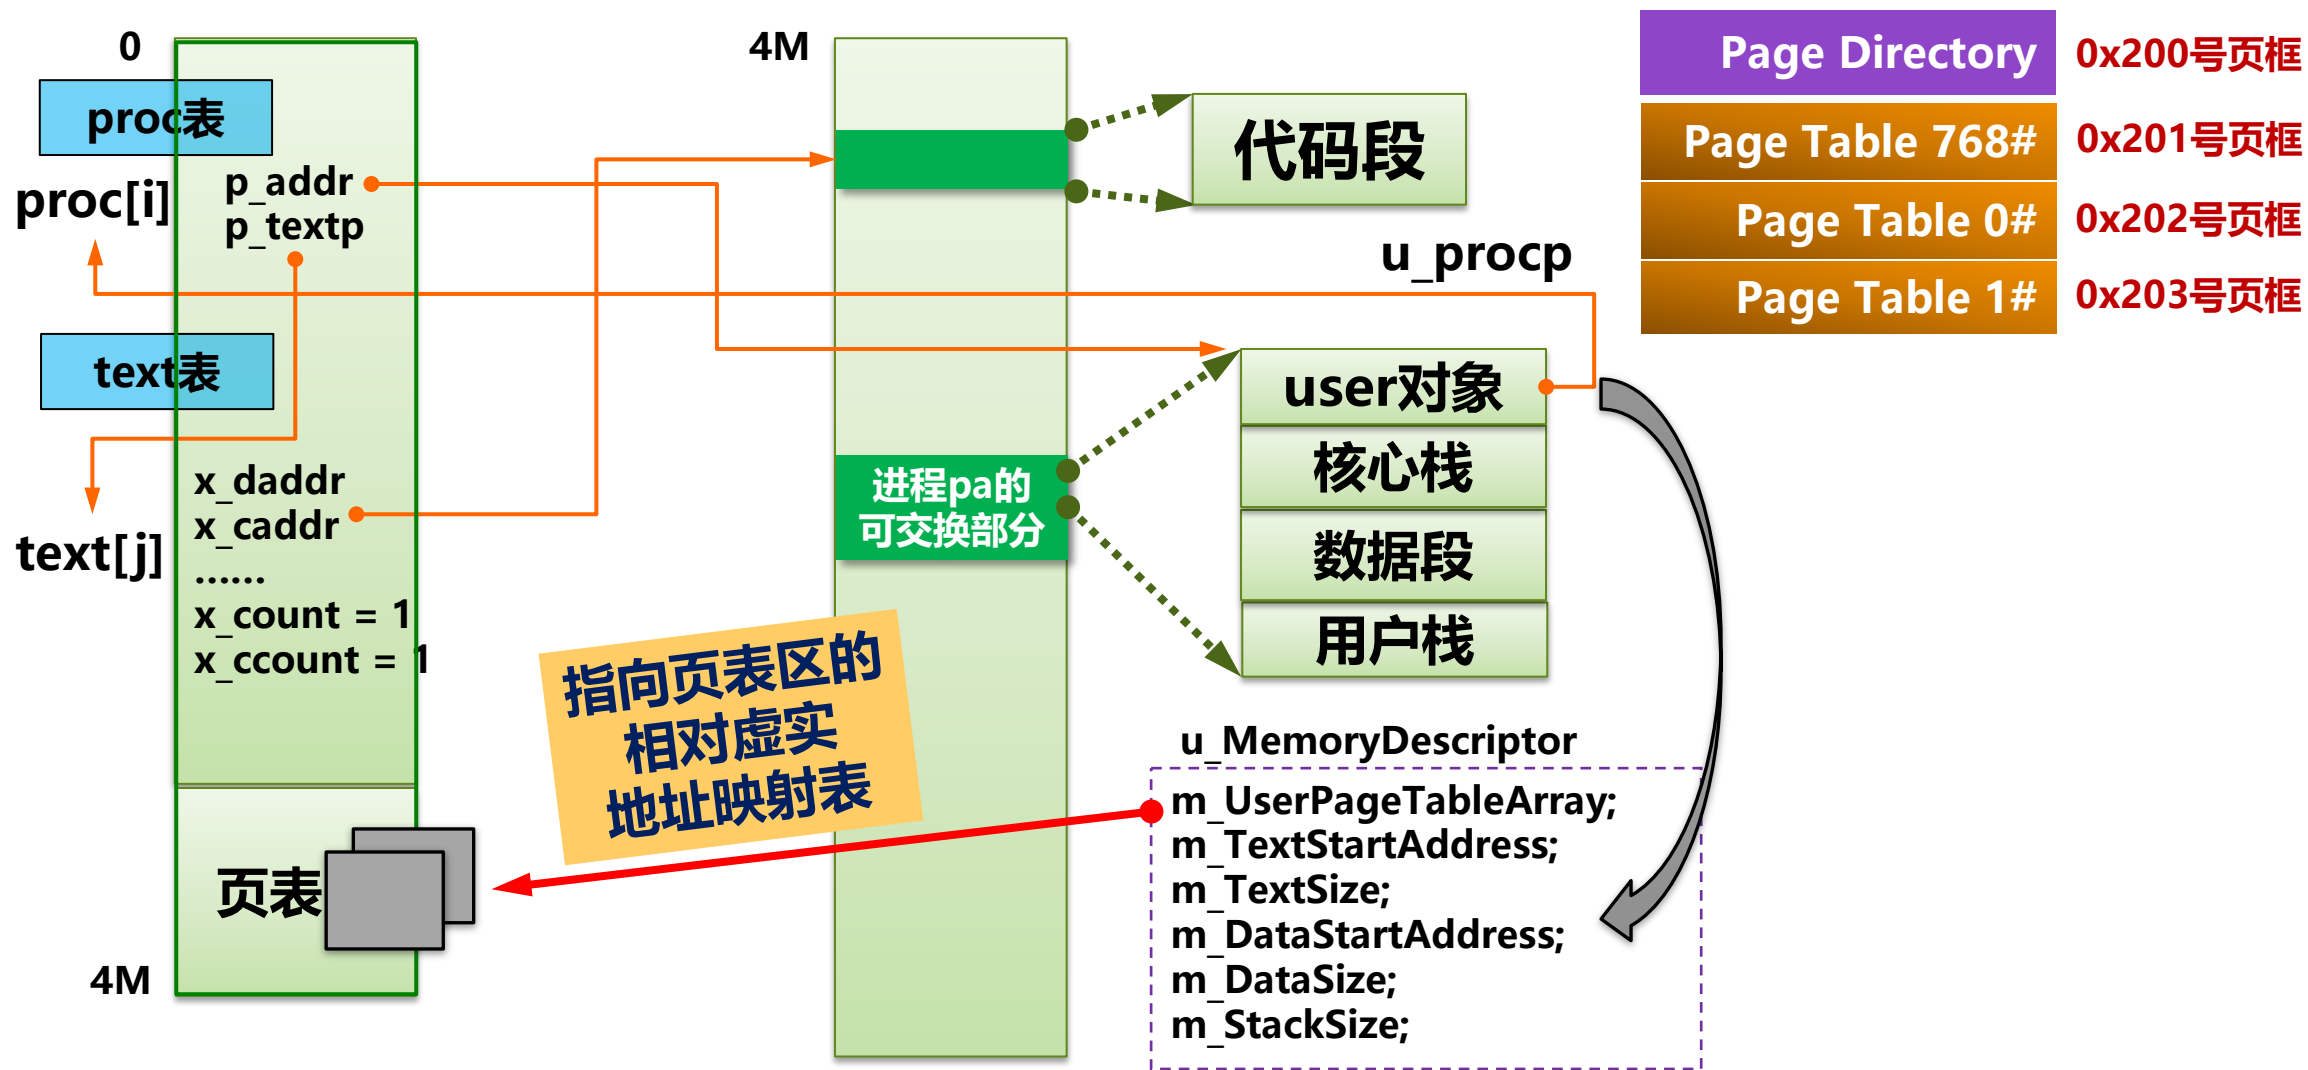 0
proc表
proc[i]
p_addr
p_textp
text表
text[j]
x_daddr
x_caddr
......
x_count = 1
x_ccount = 1
页表
4M
4M
进程pa的
可交换部分
指向页表区的
相对虚实
地址映射表
代码段
u_procp
user对象
核心栈
数据段
用户栈
u_MemoryDescriptor
m_UserPageTableArray;
m_TextStartAddress;
m_TextSize;
m_DataStartAddress;
m_DataSize;
m_StackSize;
Page Directory 0x200号页框
Page Table 768# 0x201号页框
Page Table 0# 0x202号页框
Page Table 1# 0x203号页框